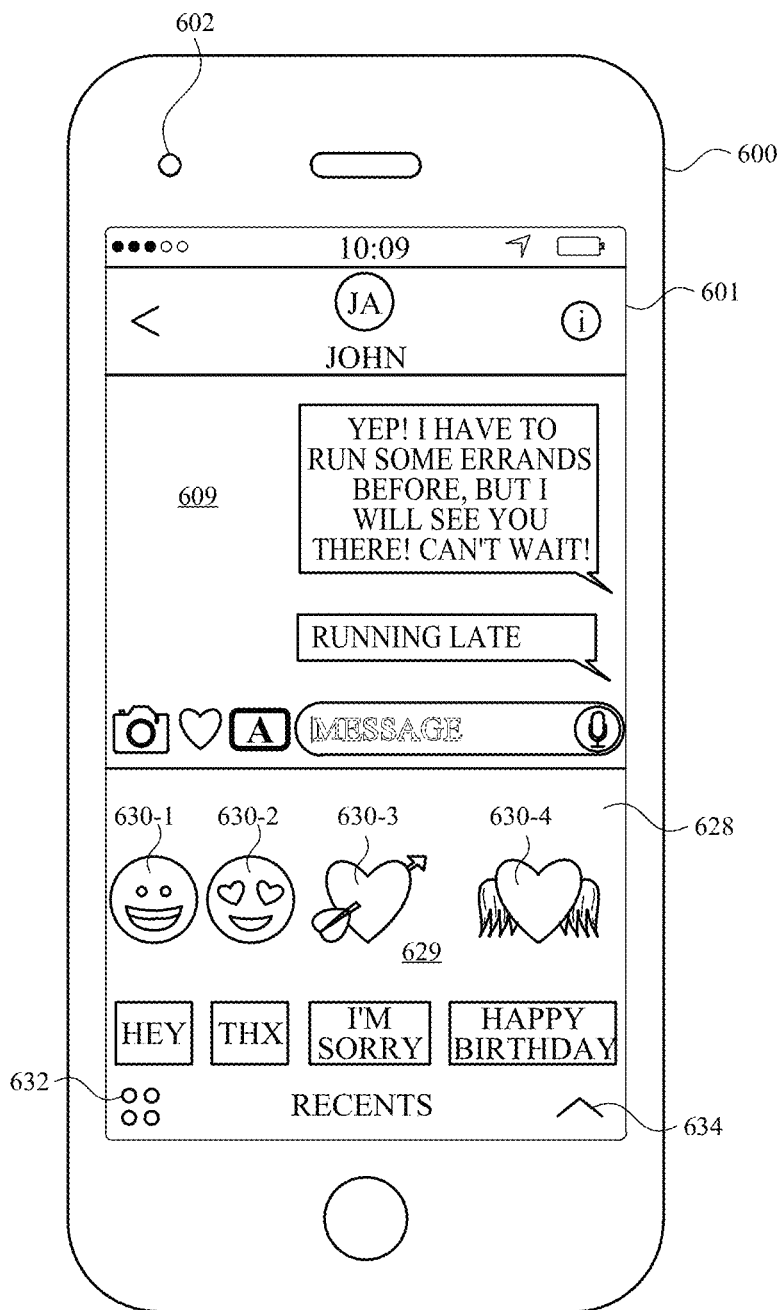 602
600
10:09
601
JA
i
JOHN
YEP! I HAVE TO
RUN SOME ERRANDS
BEFORE, BUT I
WILL SEE YOU
THERE! CAN'T WAIT!
609
RUNNING LATE
A
MESSAGE
630-1 630-2 630-3 630-4
628
629
HEY THX I'M SORRY HAPPY BIRTHDAY
632
RECENTS
634